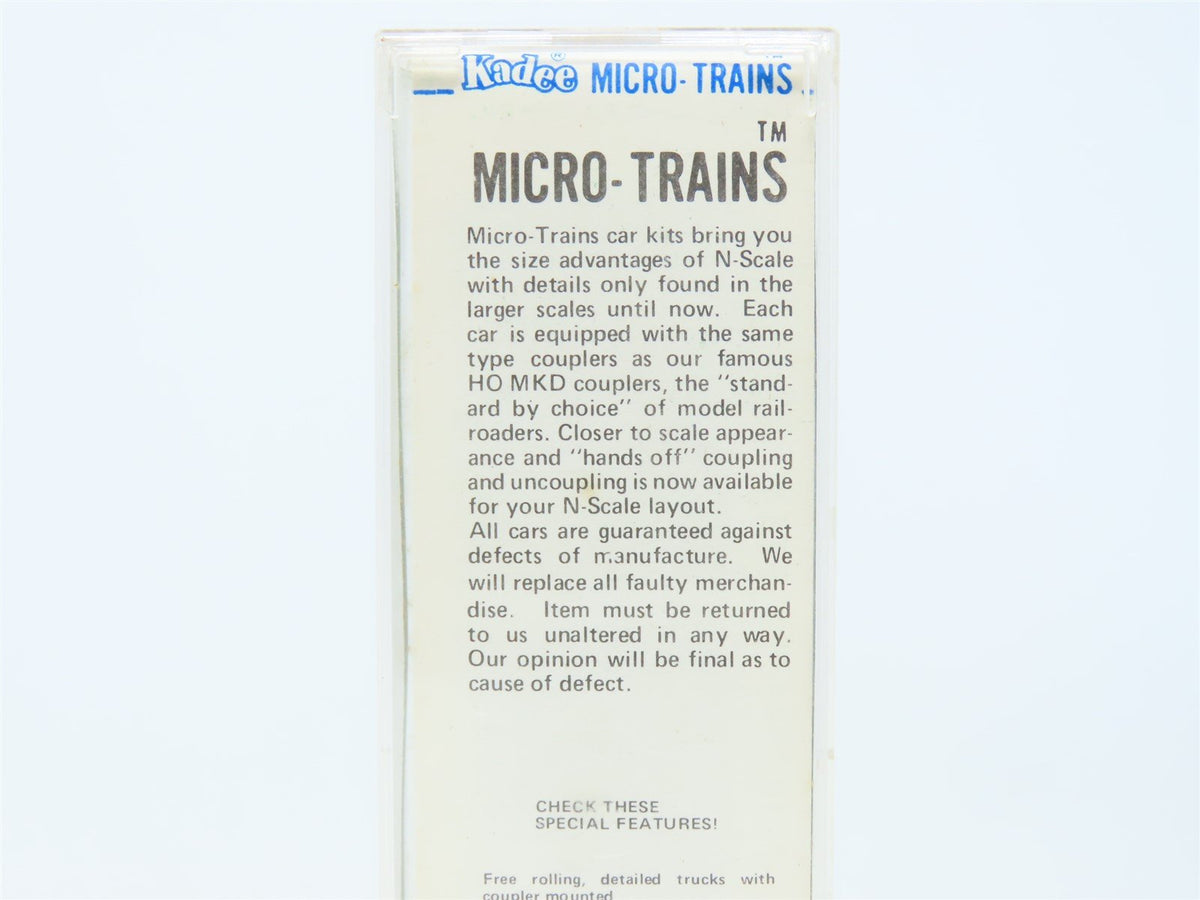 Kadee® MICRO-TRAINS
TM
MICRO-TRAINS
Micro-Trains car kits bring you
the size advantages of N-Scale
with details only found in the
larger scales until now. Each
car is equipped with the same
type couplers as our famous
HO MKD couplers, the "stand-
ard by choice" of model rail-
roaders. Closer to scale appear-
ance and "hands off" coupling
and uncoupling is now available
for your N-Scale layout.
All cars are guaranteed against
defects of manufacture. We
will replace all faulty merchan-
dise. Item must be returned
to us unaltered in any way.
Our opinion will be final as to
cause of defect.
CHECK THESE
SPECIAL FEATURES!
Free rolling, detailed trucks with
coupler mounted